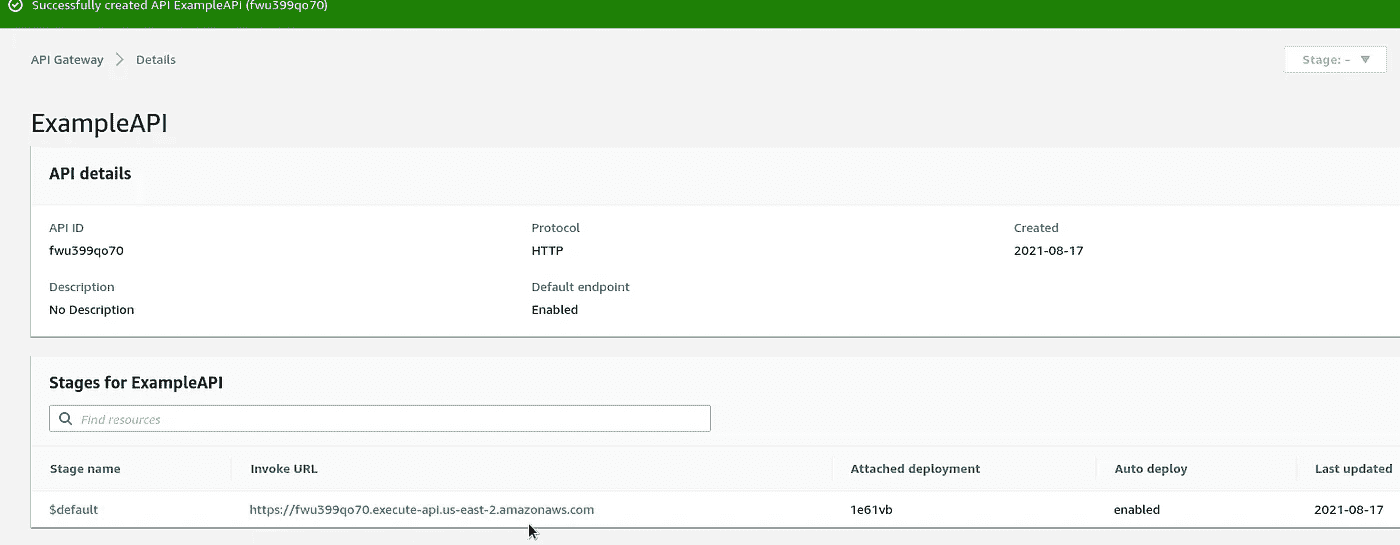 Successfully created API ExampleAPI (fwu399qo70)
API Gateway Details Stage: -
ExampleAPI
API details
API ID Protocol Created
fwu399qo70 HTTP 2021-08-17
Description Default endpoint
No Description Enabled
Stages for ExampleAPI
Find resources
Stage name Invoke URL Attached deployment Auto deploy Last updated
$default https://fwu399qo70.execute-api.us-east-2.amazonaws.com 1e61vb enabled 2021-08-17